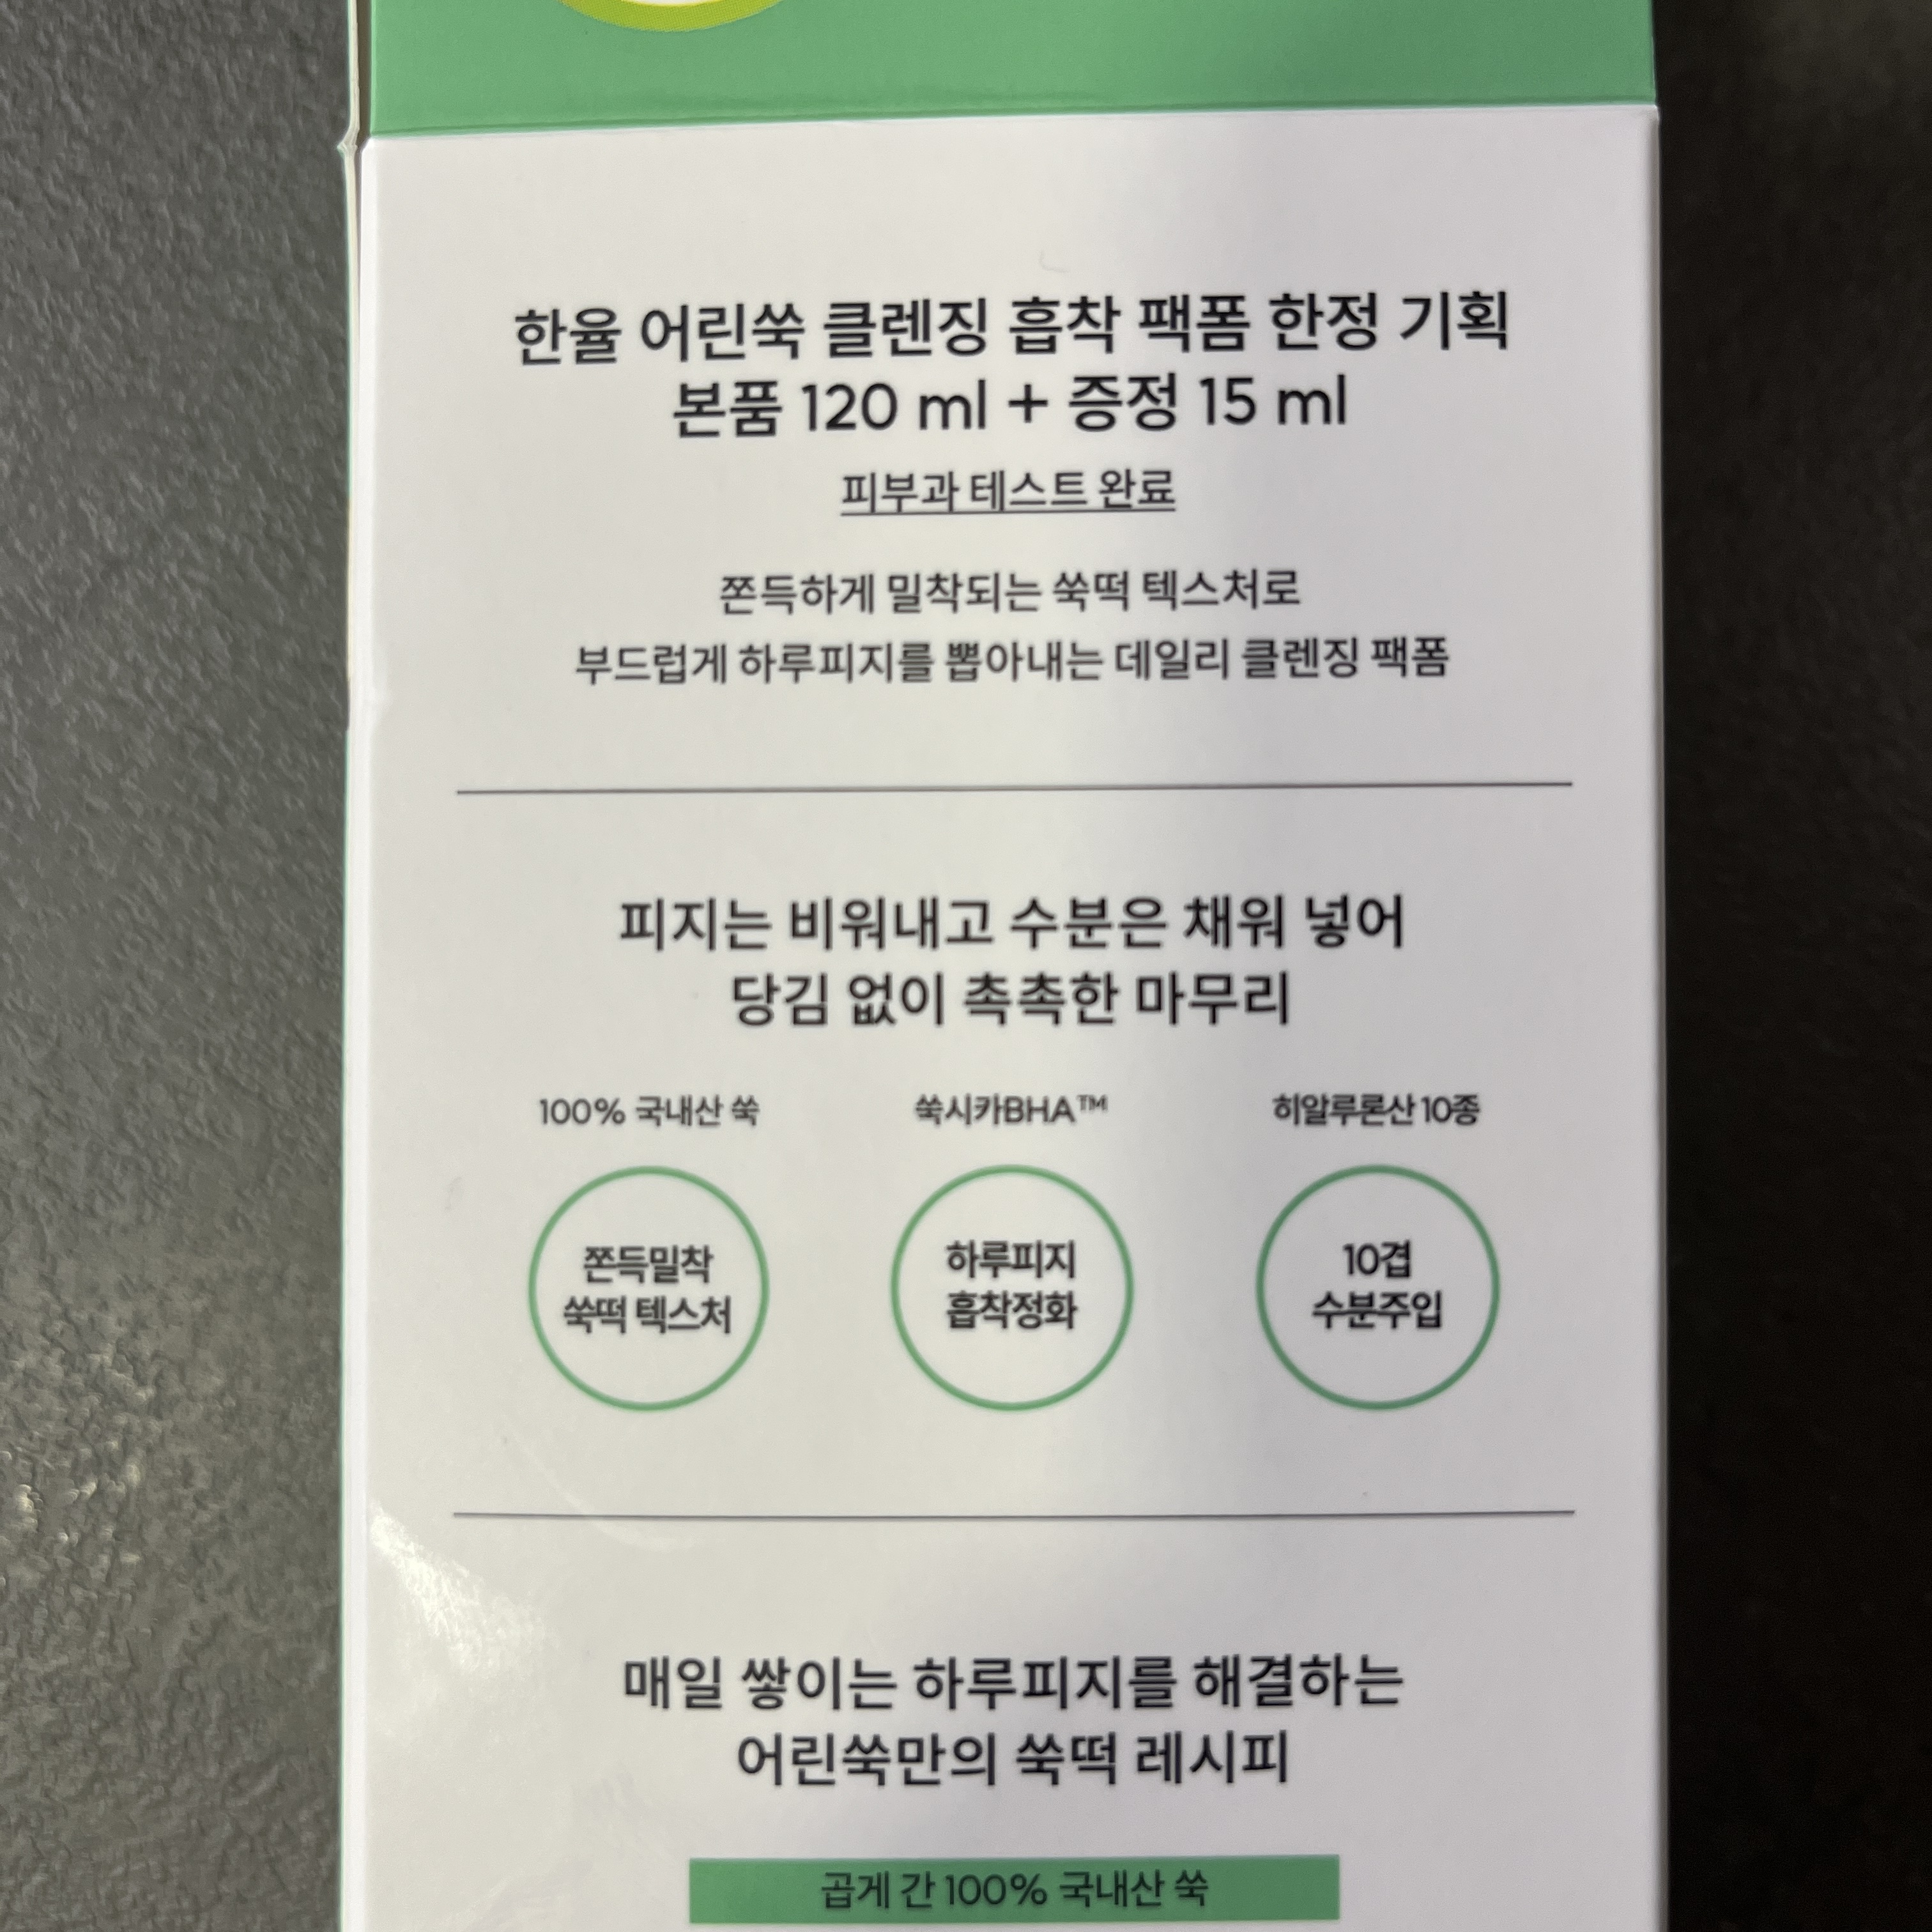 한율 어린쑥 클렌징 흡착 팩폼 한정 기획
본품 120 ml + 증정 15 ml
피부과 테스트 완료
쫀득하게 밀착되는 쑥떡 텍스처로
부드럽게 하루피지를 뽑아내는 데일리 클렌징 팩폼
피지는 비워내고 수분은 채워 넣어
당김 없이 촉촉한 마무리
100% 국내산 쑥
쫀득밀착
쑥떡 텍스처
쑥시카BHA™
하루피지
흡착정화
히알루론산 10종
10겹
수분주입
매일 쌓이는 하루피지를 해결하는
어린쑥만의 쑥떡 레시피
곱게 간 100% 국내산 쑥